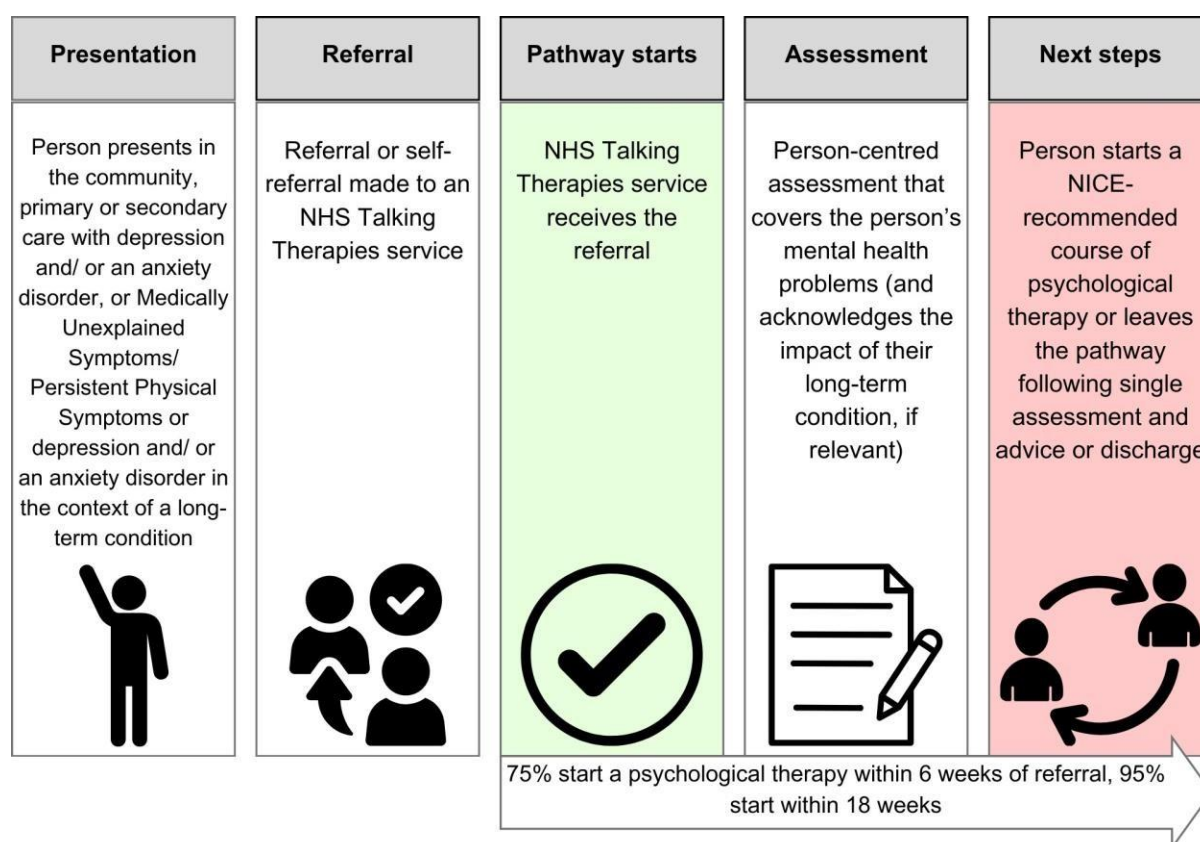 Presentation
Person presents in
the community,
primary or secondary
care with depression
and/ or an anxiety
disorder, or Medically
Unexplained
Symptoms/
Persistent Physical
Symptoms or
depression and/ or
an anxiety disorder in
the context of a long-
term condition
Referral
Referral or self-
referral made to an
NHS Talking
Therapies service
Pathway starts
NHS Talking
Therapies service
receives the
referral
Assessment
Person-centred
assessment that
covers the person’s
mental health
problems (and
acknowledges the
impact of their
long-term
condition, if
relevant)
Next steps
Person starts a
NICE-
recommended
course of
psychological
therapy or leaves
the pathway
following single
assessment and
advice or discharge
75% start a psychological therapy within 6 weeks of referral, 95%
start within 18 weeks